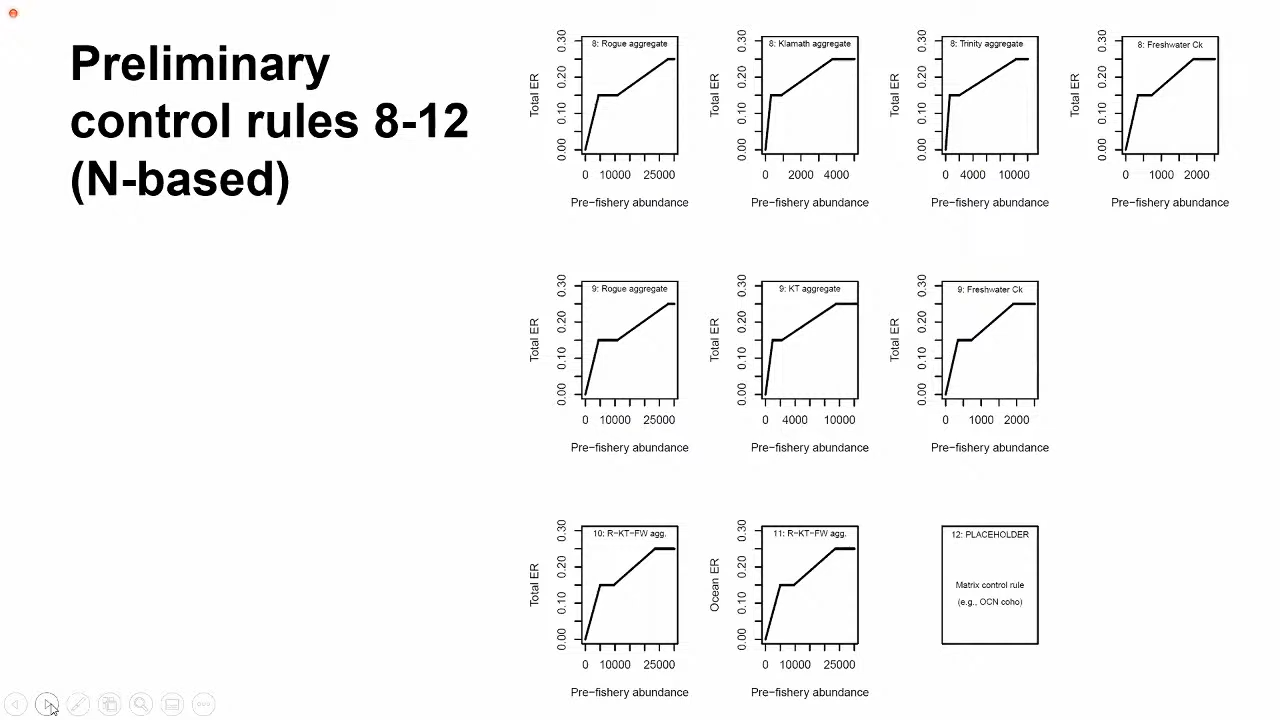 Preliminary
control rules 8-12
(N-based)
8: Rogue aggregate
Total ER
0.00 0.10 0.20 0.30
0 10000 25000
Pre-fishery abundance
8: Klamath aggregate
Total ER
0.00 0.10 0.20 0.30
0 2000 4000
Pre-fishery abundance
8: Trinity aggregate
Total ER
0.00 0.10 0.20 0.30
0 4000 10000
Pre-fishery abundance
8: Freshwater Ck
Total ER
0.00 0.10 0.20 0.30
0 1000 2000
Pre-fishery abundance
9: Rogue aggregate
Total ER
0.00 0.10 0.20 0.30
0 10000 25000
Pre-fishery abundance
9: KT aggregate
Total ER
0.00 0.10 0.20 0.30
0 4000 10000
Pre-fishery abundance
9: Freshwater Ck
Total ER
0.00 0.10 0.20 0.30
0 1000 2000
Pre-fishery abundance
10: R-KT-FW agg.
Total ER
0.00 0.10 0.20 0.30
0 10000 25000
Pre-fishery abundance
11: R-KT-FW agg.
Ocean ER
0.00 0.10 0.20 0.30
0 10000 25000
Pre-fishery abundance
12: PLACEHOLDER
Matrix control rule
(e.g., OCN coho)